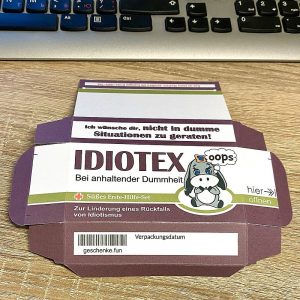 Ich wünsche dir, nicht in dumme
Situationen zu geraten!
IDIOTEX
oops
Bei anhaltender Dummheit
hier
öffnen
Süßes Erste-Hilfe-Set
Zur Linderung eines Rückfalls
von Idiotismus
Verpackungsdatum
geschenke.fun